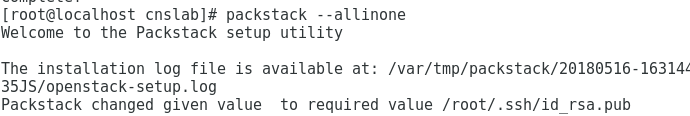 [root@localhost cnslab]# packstack --allinone
Welcome to the Packstack setup utility
The installation log file is available at: /var/tmp/packstack/20180516-163144
35JS/openstack-setup.log
Packstack changed given value  to required value /root/.ssh/id_rsa.pub